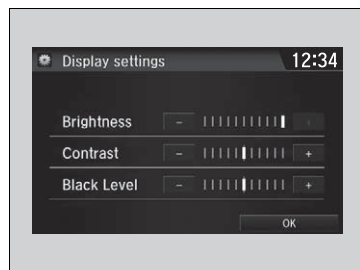 Display settings 12:34
Brightness -
Contrast - +
Black Level - +
OK